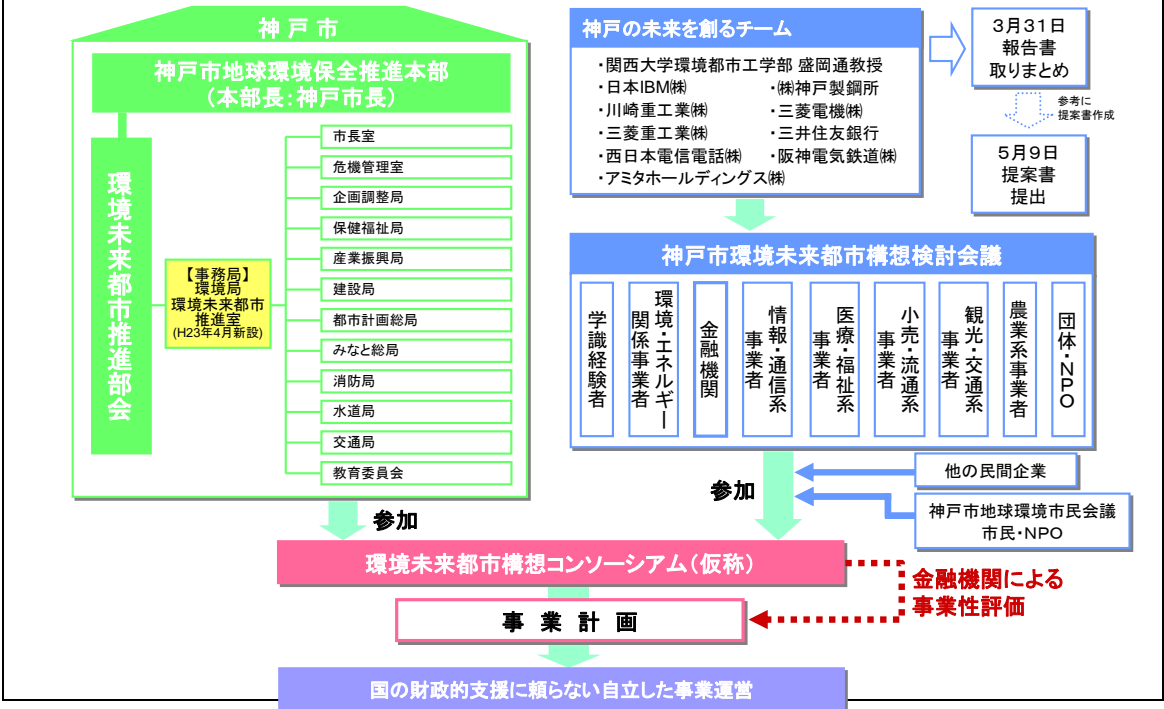 神戸市
神戸市地球環境保全推進本部
（本部長：神戸市長）
環境未来都市推進部会
【事務局】
環境局
環境未来都市
推進室
(H23年4月新設)
市長室
危機管理室
企画調整局
保健福祉局
産業振興局
建設局
都市計画総局
みなと総局
消防局
水道局
交通局
教育委員会
参加
神戸の未来を創るチーム
・関西大学環境都市工学部 盛岡通教授
・日本IBM㈱
・㈱神戸製鋼所
・川崎重工業㈱
・三菱電機㈱
・三菱重工業㈱
・三井住友銀行
・西日本電信電話㈱
・阪神電気鉄道㈱
・アミタホールディングス㈱
3月31日
報告書
取りまとめ
参考に
提案書作成
5月9日
提案書
提出
神戸市環境未来都市構想検討会議
学識経験者
環境・エネルギー
関係事業者
金融機関
情報・通信系
事業者
医療・福祉系
事業者
小売・流通系
事業者
観光・交通系
事業者
農業系事業者
団体・NPO
参加
他の民間企業
神戸市地球環境市民会議
市民・NPO
環境未来都市構想コンソーシアム（仮称）
金融機関による
事業性評価
事業計画
国の財政的支援に頼らない自立した事業運営